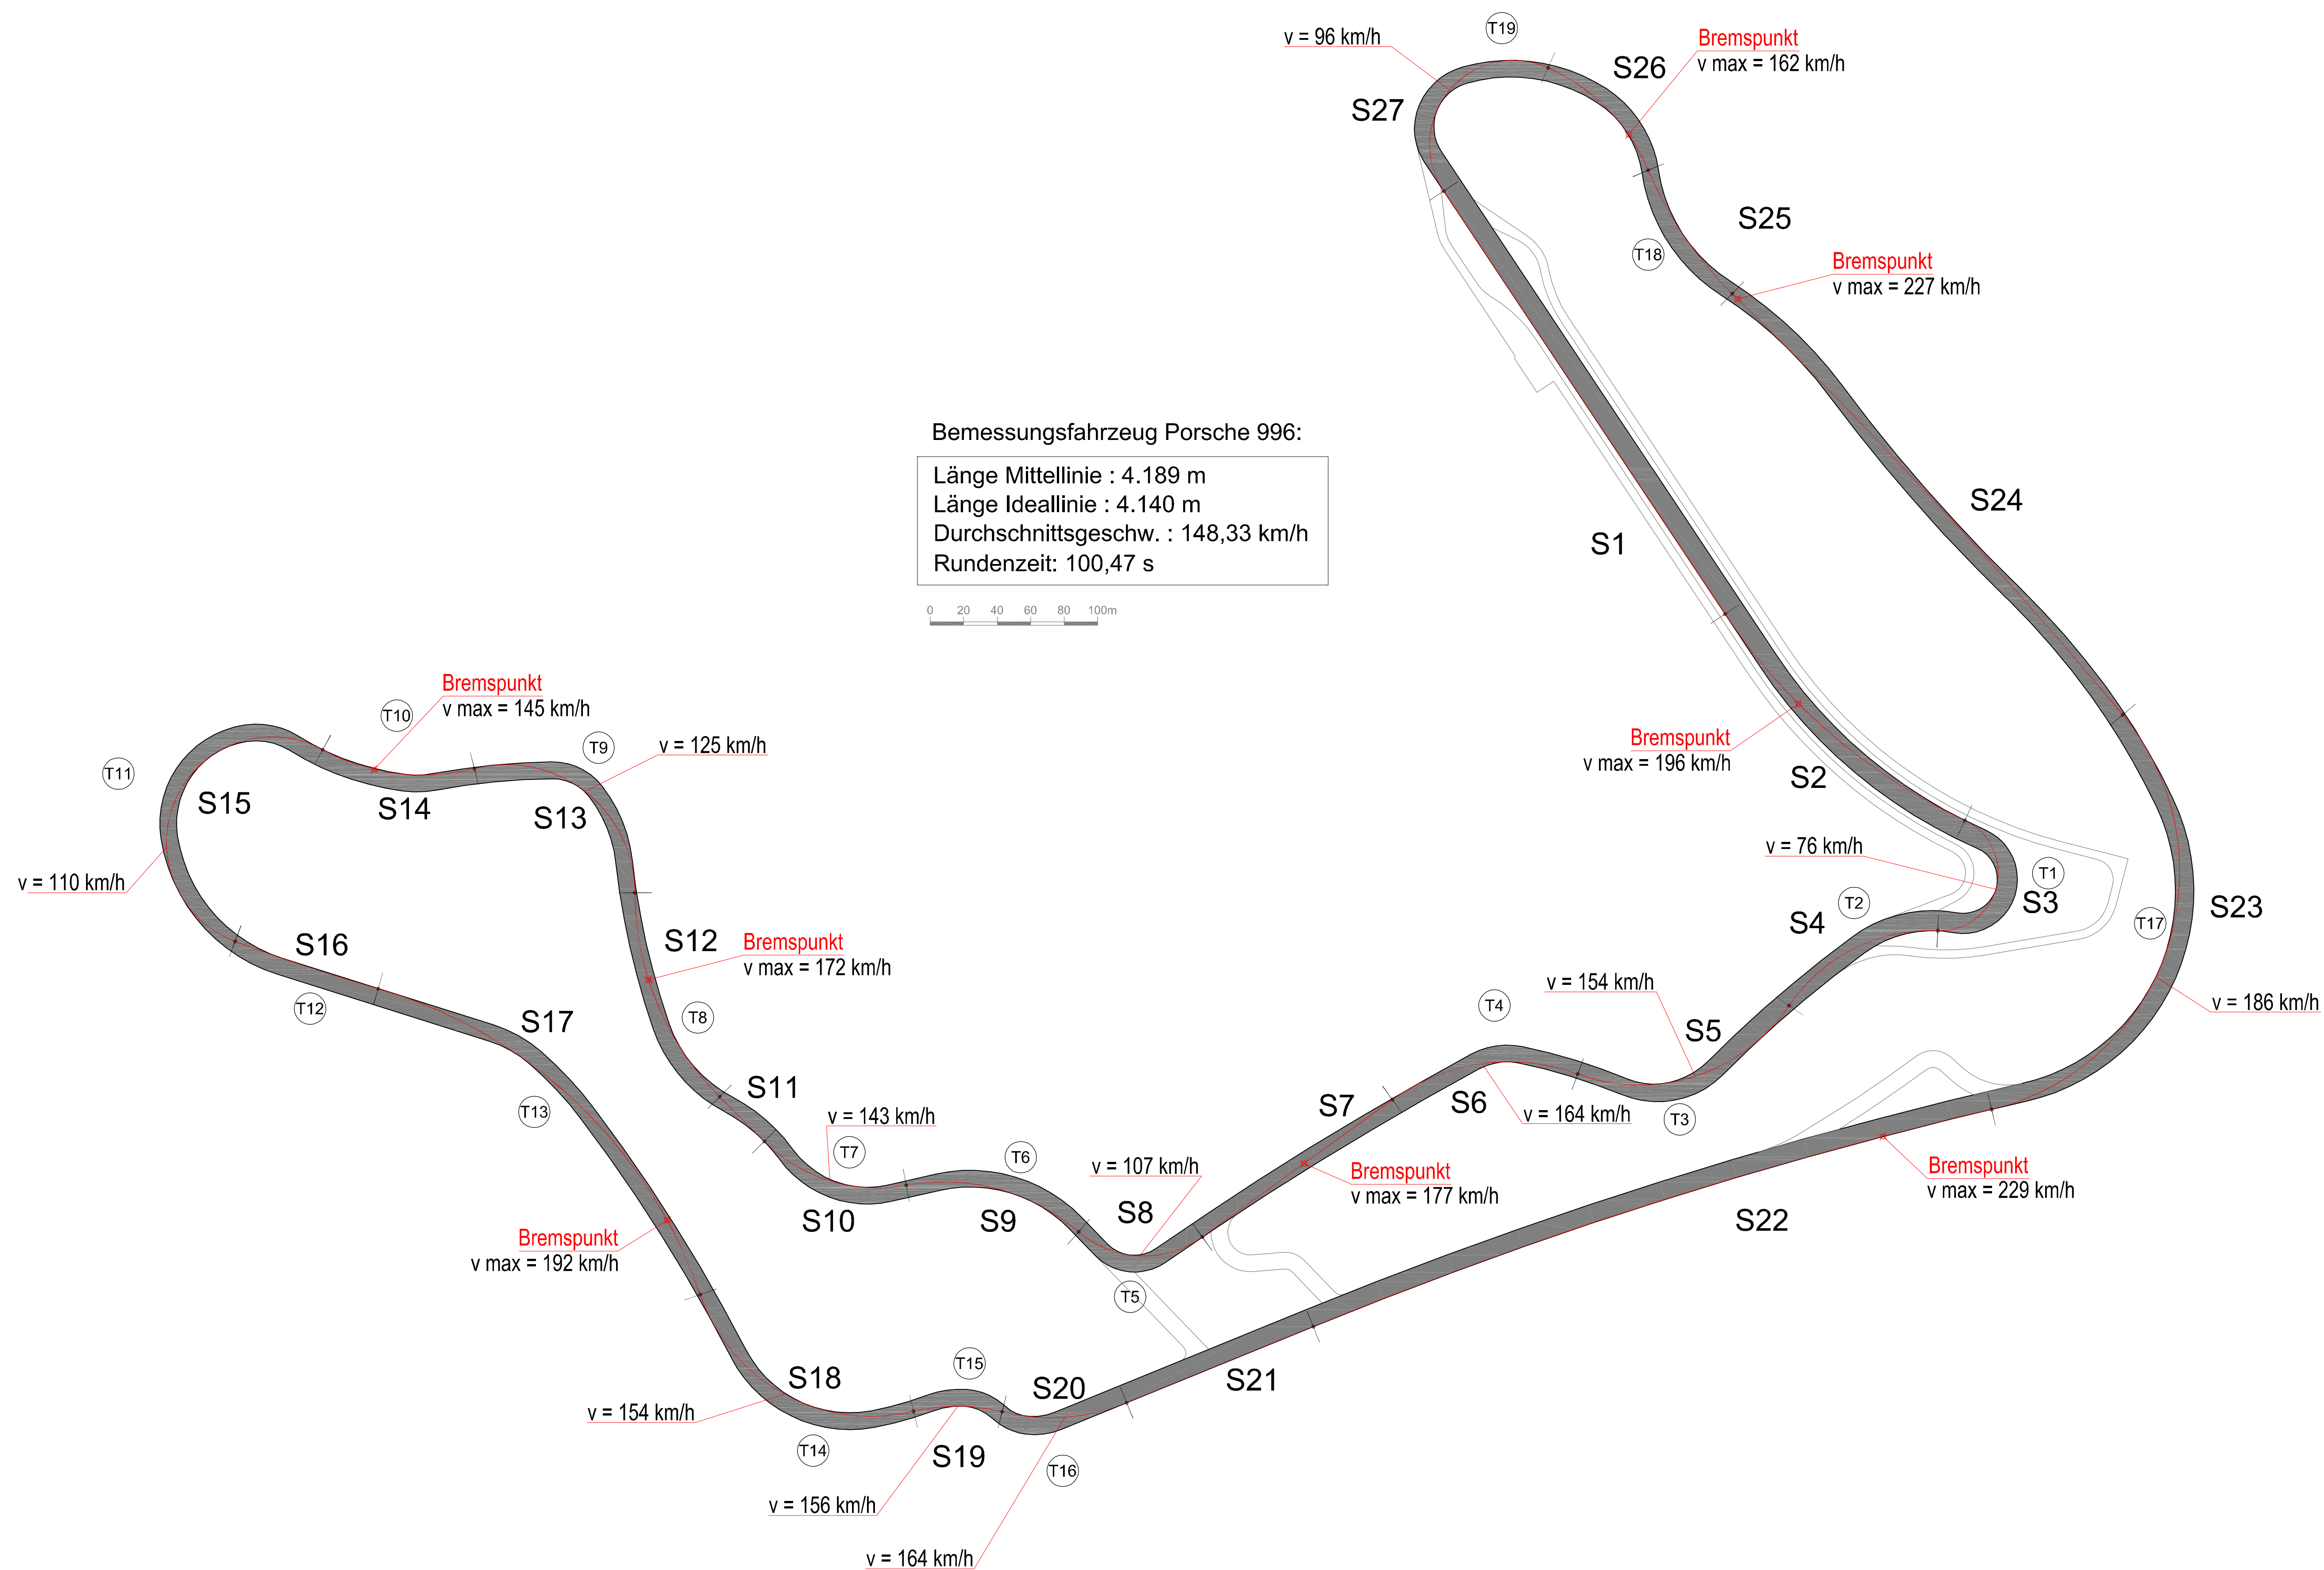 T19
v = 96 km/h
Bremspunkt
v max = 162 km/h
S26
S27
S25
T18
Bremspunkt
v max = 227 km/h
Bemessungsfahrzeug Porsche 996:
Länge Mittellinie : 4.189 m
Länge Ideallinie : 4.140 m
Durchschnittsgeschw. : 148,33 km/h
Rundenzeit: 100,47 s
0 20 40 60 80 100m
S24
S1
Bremspunkt
v max = 196 km/h
S2
v = 76 km/h
T1
S3
T2
S4
T17
S23
v = 186 km/h
Bremspunkt
v max = 145 km/h
T10
T9
v = 125 km/h
T11
S15
S14
S13
v = 110 km/h
S16
T12
S12
Bremspunkt
v max = 172 km/h
T8
S17
T13
S11
v = 143 km/h
T7
T6
S10
S9
v = 107 km/h
S8
T5
S7
S6
T4
v = 154 km/h
S5
T3
v = 164 km/h
Bremspunkt
v max = 177 km/h
Bremspunkt
v max = 229 km/h
S22
S21
Bremspunkt
v max = 192 km/h
S18
v = 154 km/h
T14
T15
S20
S19
T16
v = 156 km/h
v = 164 km/h